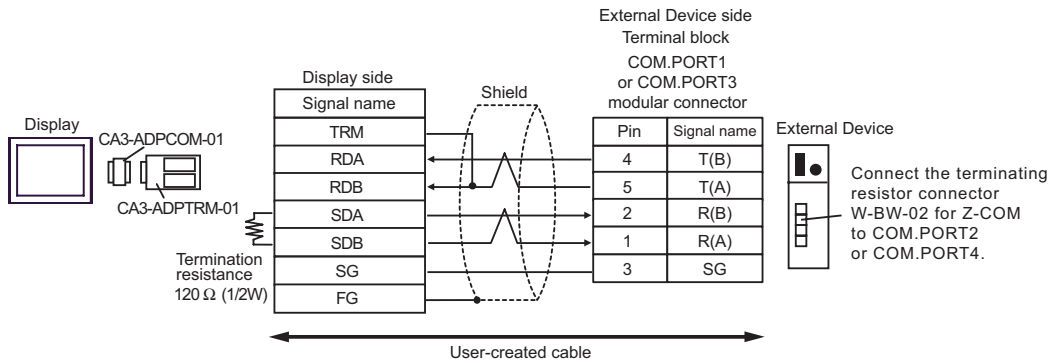 External Device side
Terminal block
COM.PORT1
or COM.PORT3
modular connector
Display side
Shield
Signal name
Pin Signal name
Display
CA3-ADPCOM-01
CA3-ADPTRM-01
External Device
TRM
RDA 4 T(B)
RDB 5 T(A)
SDA 2 R(B)
SDB 1 R(A)
SG 3 SG
FG
Termination
resistance
120 Ω (1/2W)
Connect the terminating
resistor connector
W-BW-02 for Z-COM
to COM.PORT2
or COM.PORT4.
User-created cable